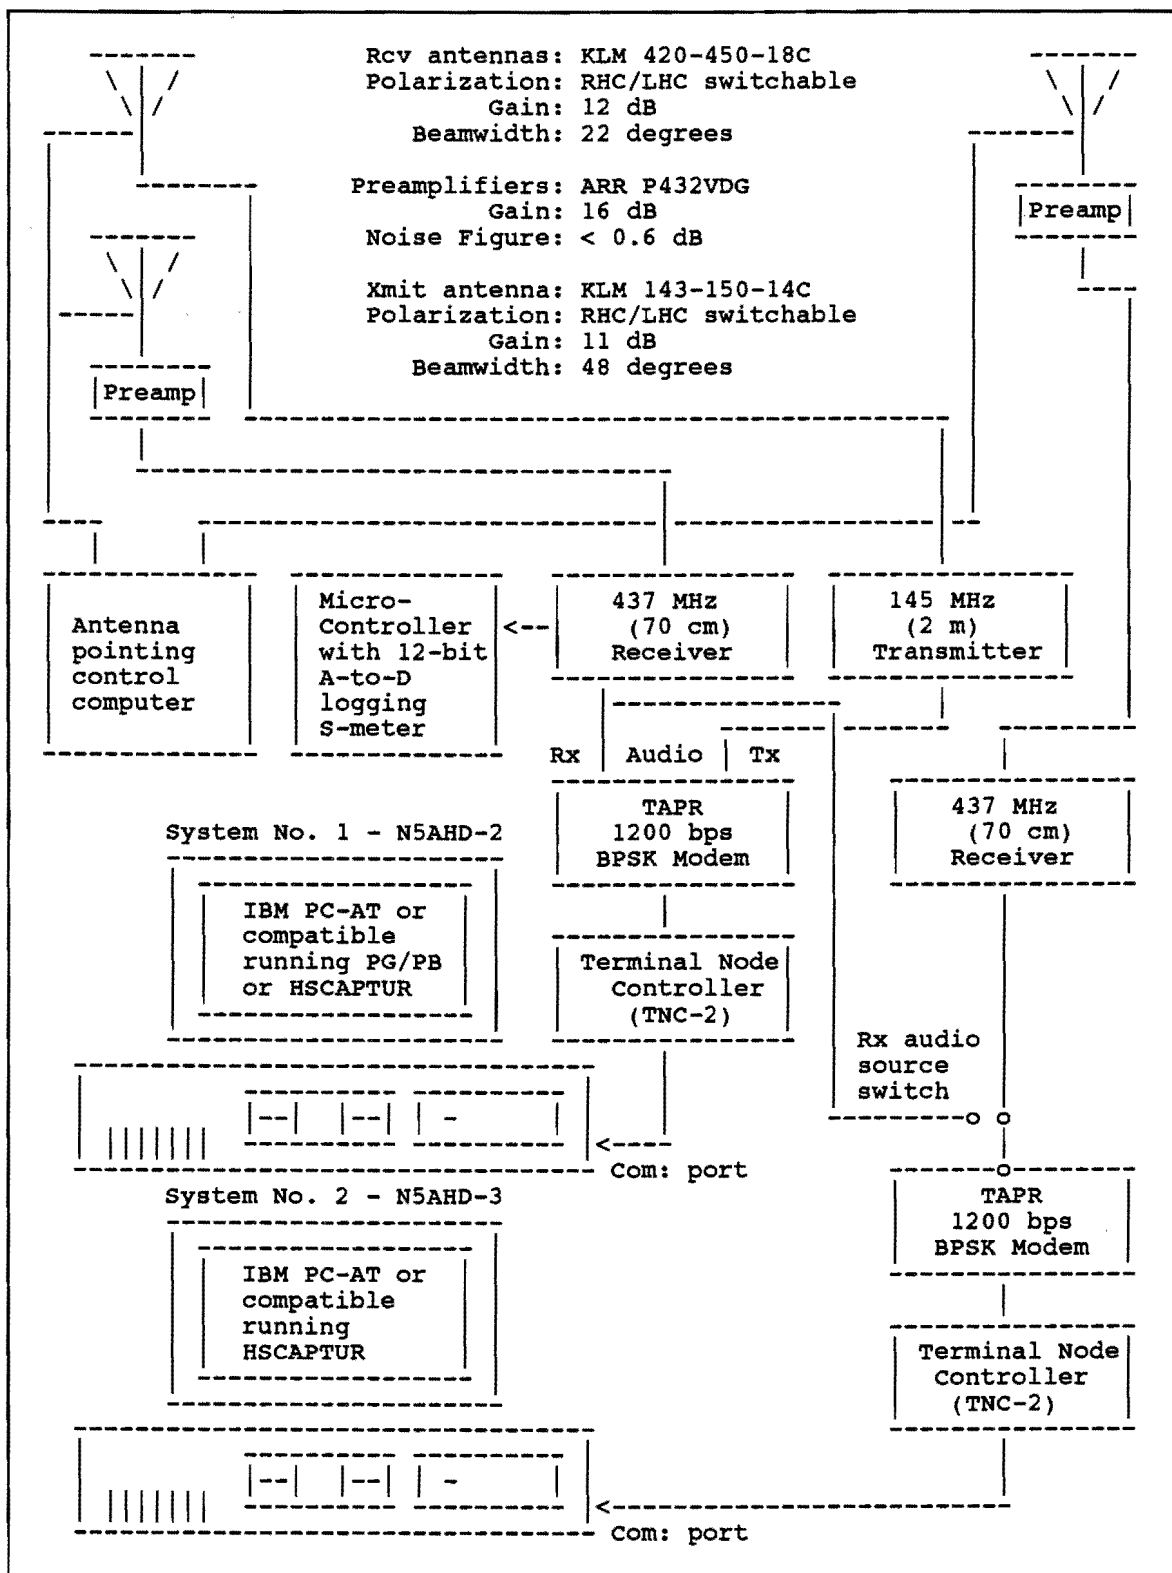 Rcv antennas: KLM 420-450-18C
Polarization: RHC/LHC switchable
Gain: 12 dB
Beamwidth: 22 degrees
Preamplifiers: ARR P432VDG
Gain: 16 dB
Noise Figure: < 0.6 dB
Xmit antenna: KLM 143-150-14C
Polarization: RHC/LHC switchable
Gain: 11 dB
Beamwidth: 48 degrees
Preamp
Preamp
Antenna
pointing
control
computer
Micro-
Controller
with 12-bit
A-to-D
logging
S-meter
437 MHz
(70 cm)
Receiver
145 MHz
(2 m)
Transmitter
Rx Audio Tx
TAPR
1200 bps
BPSK Modem
437 MHz
(70 cm)
Receiver
System No. 1 - N5AHD-2
IBM PC-AT or
compatible
running PG/PB
or HSCAPTUR
Terminal Node
Controller
(TNC-2)
Rx audio
source
switch
Com: port
System No. 2 - N5AHD-3
IBM PC-AT or
compatible
running
HSCAPTUR
TAPR
1200 bps
BPSK Modem
Terminal Node
Controller
(TNC-2)
Com: port